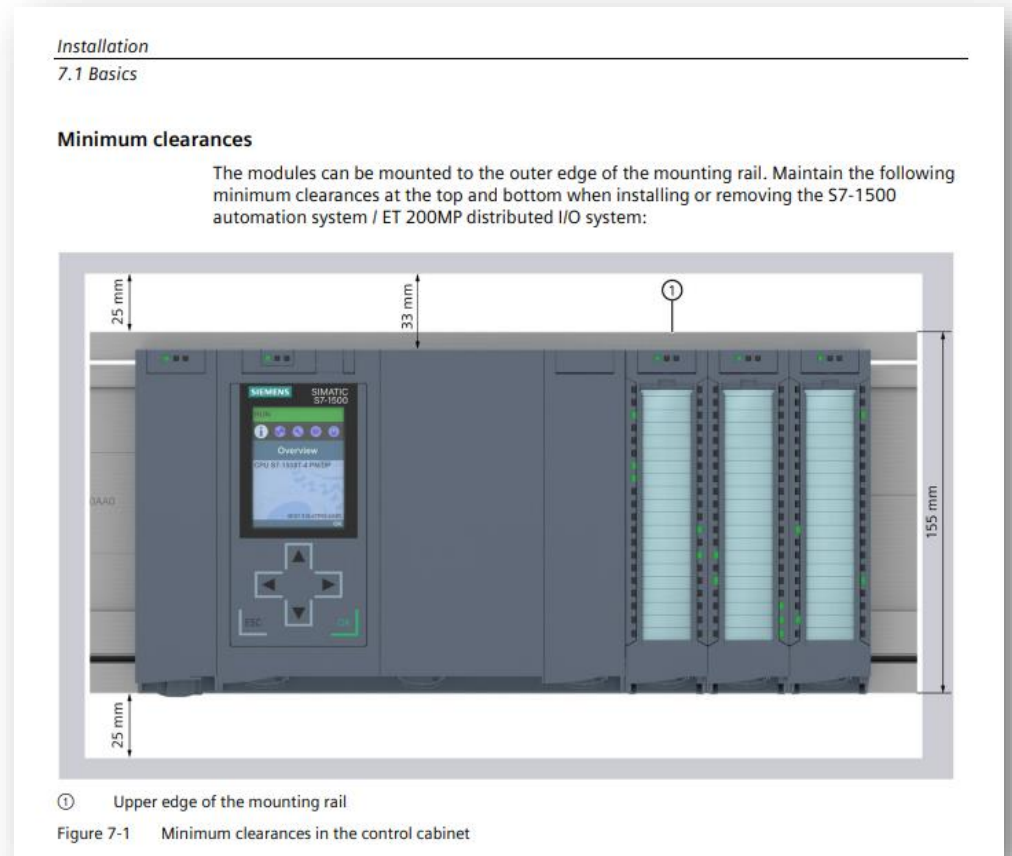 Installation
7.1 Basics
Minimum clearances
The modules can be mounted to the outer edge of the mounting rail. Maintain the following
minimum clearances at the top and bottom when installing or removing the S7-1500
automation system / ET 200MP distributed I/O system:
25 mm
33 mm
①
SIEMENS SIMATIC
S7-1500
RUN
Overview
OK
ESC OK
155 mm
25 mm
① Upper edge of the mounting rail
Figure 7-1 Minimum clearances in the control cabinet